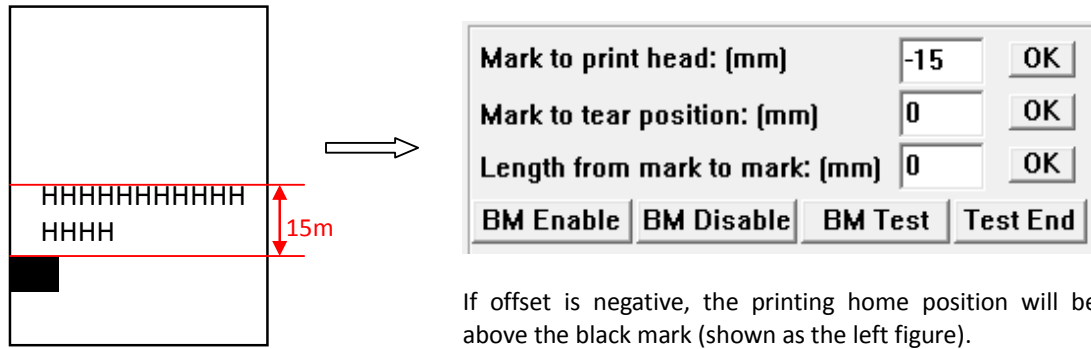 HHHHHHHHHHH
HHHH
15m
Mark to print head: (mm) -15 OK
Mark to tear position: (mm) 0 OK
Length from mark to mark: (mm) 0 OK
BM Enable BM Disable BM Test Test End
If offset is negative, the printing home position will be
above the black mark (shown as the left figure).